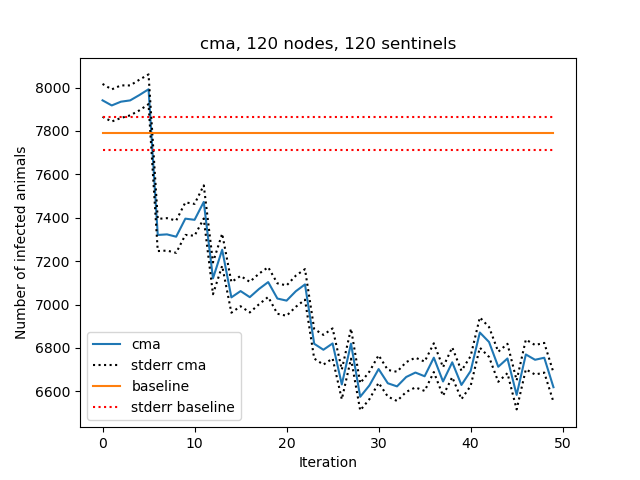 cma, 120 nodes, 120 sentinels
Number of infected animals
8000
7800
7600
7400
7200
7000
6800
6600
cma
stderr cma
baseline
stderr baseline
0
10
20
30
40
50
Iteration